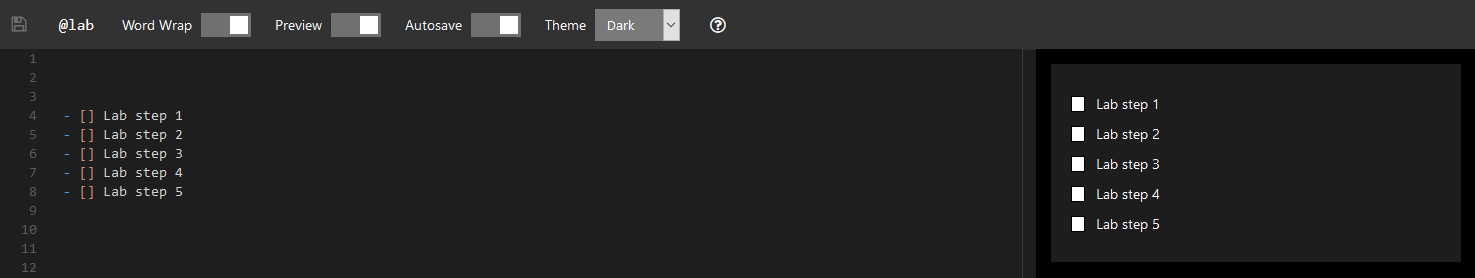 @lab Word Wrap Preview Autosave Theme Dark
1
2
3
4 - [] Lab step 1
5 - [] Lab step 2
6 - [] Lab step 3
7 - [] Lab step 4
8 - [] Lab step 5
9
10
11
12
Lab step 1
Lab step 2
Lab step 3
Lab step 4
Lab step 5